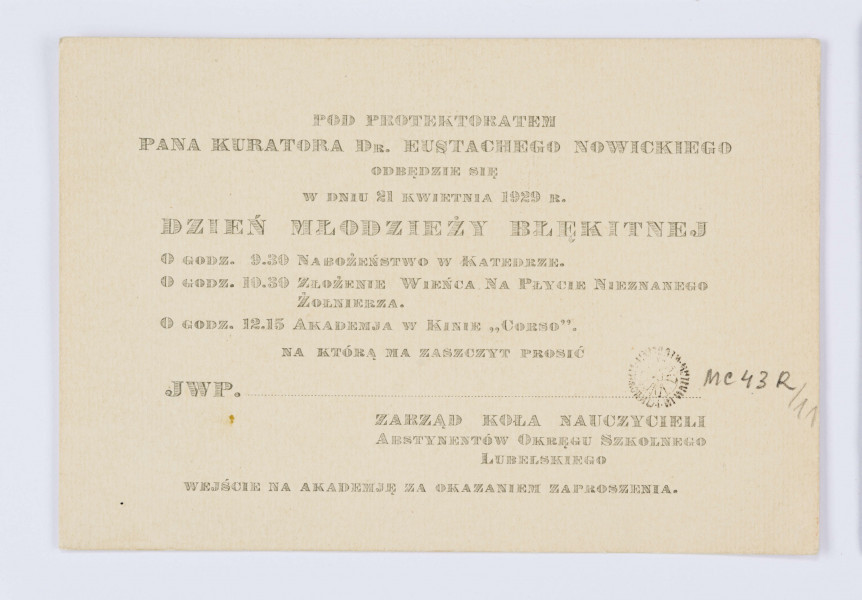 POD PROTEKTORATEM
PANA KURATORA DR. EUSTACHEGO NOWICKIEGO
ODBĘDZIE SIĘ
W DNIU 21 KWIETNIA 1929 R.
DZIEŃ MŁODZIEŻY BŁĘKITNEJ
O GODZ. 9.30 NABOŻEŃSTWO W KATEDRZE.
O GODZ. 10.30 ZŁOŻENIE WIEŃCA NA PŁYCIE NIEZNANEGO
ŻOŁNIERZA.
O GODZ. 12.15 AKADEMJA W KINIE „CORSO”.
NA KTÓRĄ MA ZASZCZYT PROSIĆ
JWP.
MC 43 R/11
ZARZĄD KOŁA NAUCZYCIELI
ABSTYNENTÓW OKRĘGU SZKOLNEGO
LUBELSKIEGO
WEJŚCIE NA AKADEMJĘ ZA OKAZANIEM ZAPROSZENIA.